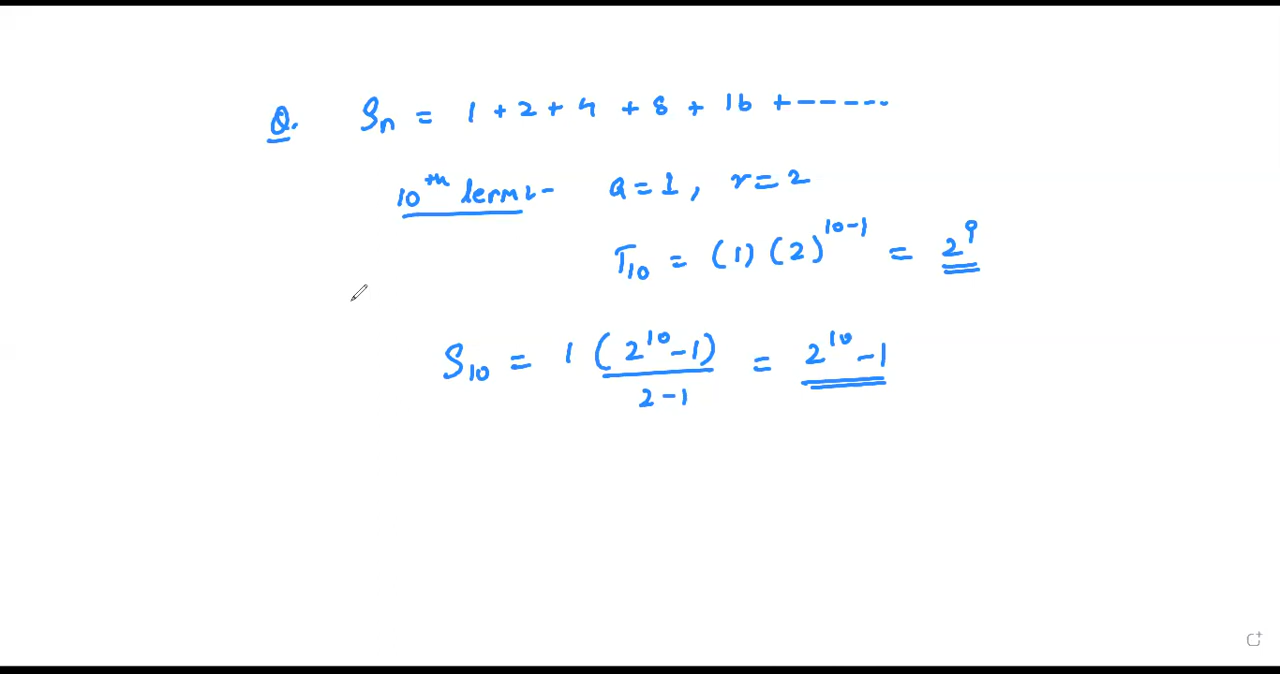 Q. Sn = 1 + 2 + 4 + 8 + 16 + ------
10th term :- a = 1, r = 2
T10 = (1) (2)^10-1 = 2^9
S10 = 1 (2^10 - 1) / 2 - 1 = 2^10 - 1